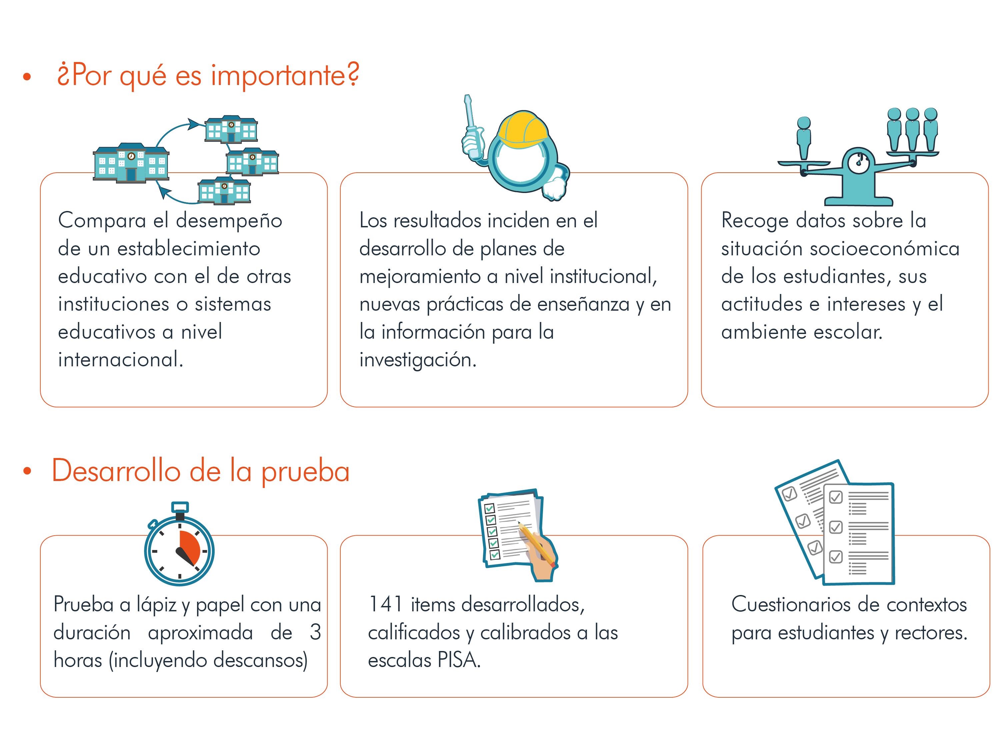 • ¿Por qué es importante?
Compara el desempeño
de un establecimiento
educativo con el de otras
instituciones o sistemas
educativos a nivel
internacional.
Los resultados inciden en el
desarrollo de planes de
mejoramiento a nivel institucional,
nuevas prácticas de enseñanza y en
la información para la
investigación.
Recoge datos sobre la
situación socioeconómica
de los estudiantes, sus
actitudes e intereses y el
ambiente escolar.
• Desarrollo de la prueba
Prueba a lápiz y papel con una
duración aproximada de 3
horas (incluyendo descansos)
141 items desarrollados,
calificados y calibrados a las
escalas PISA.
Cuestionarios de contextos
para estudiantes y rectores.